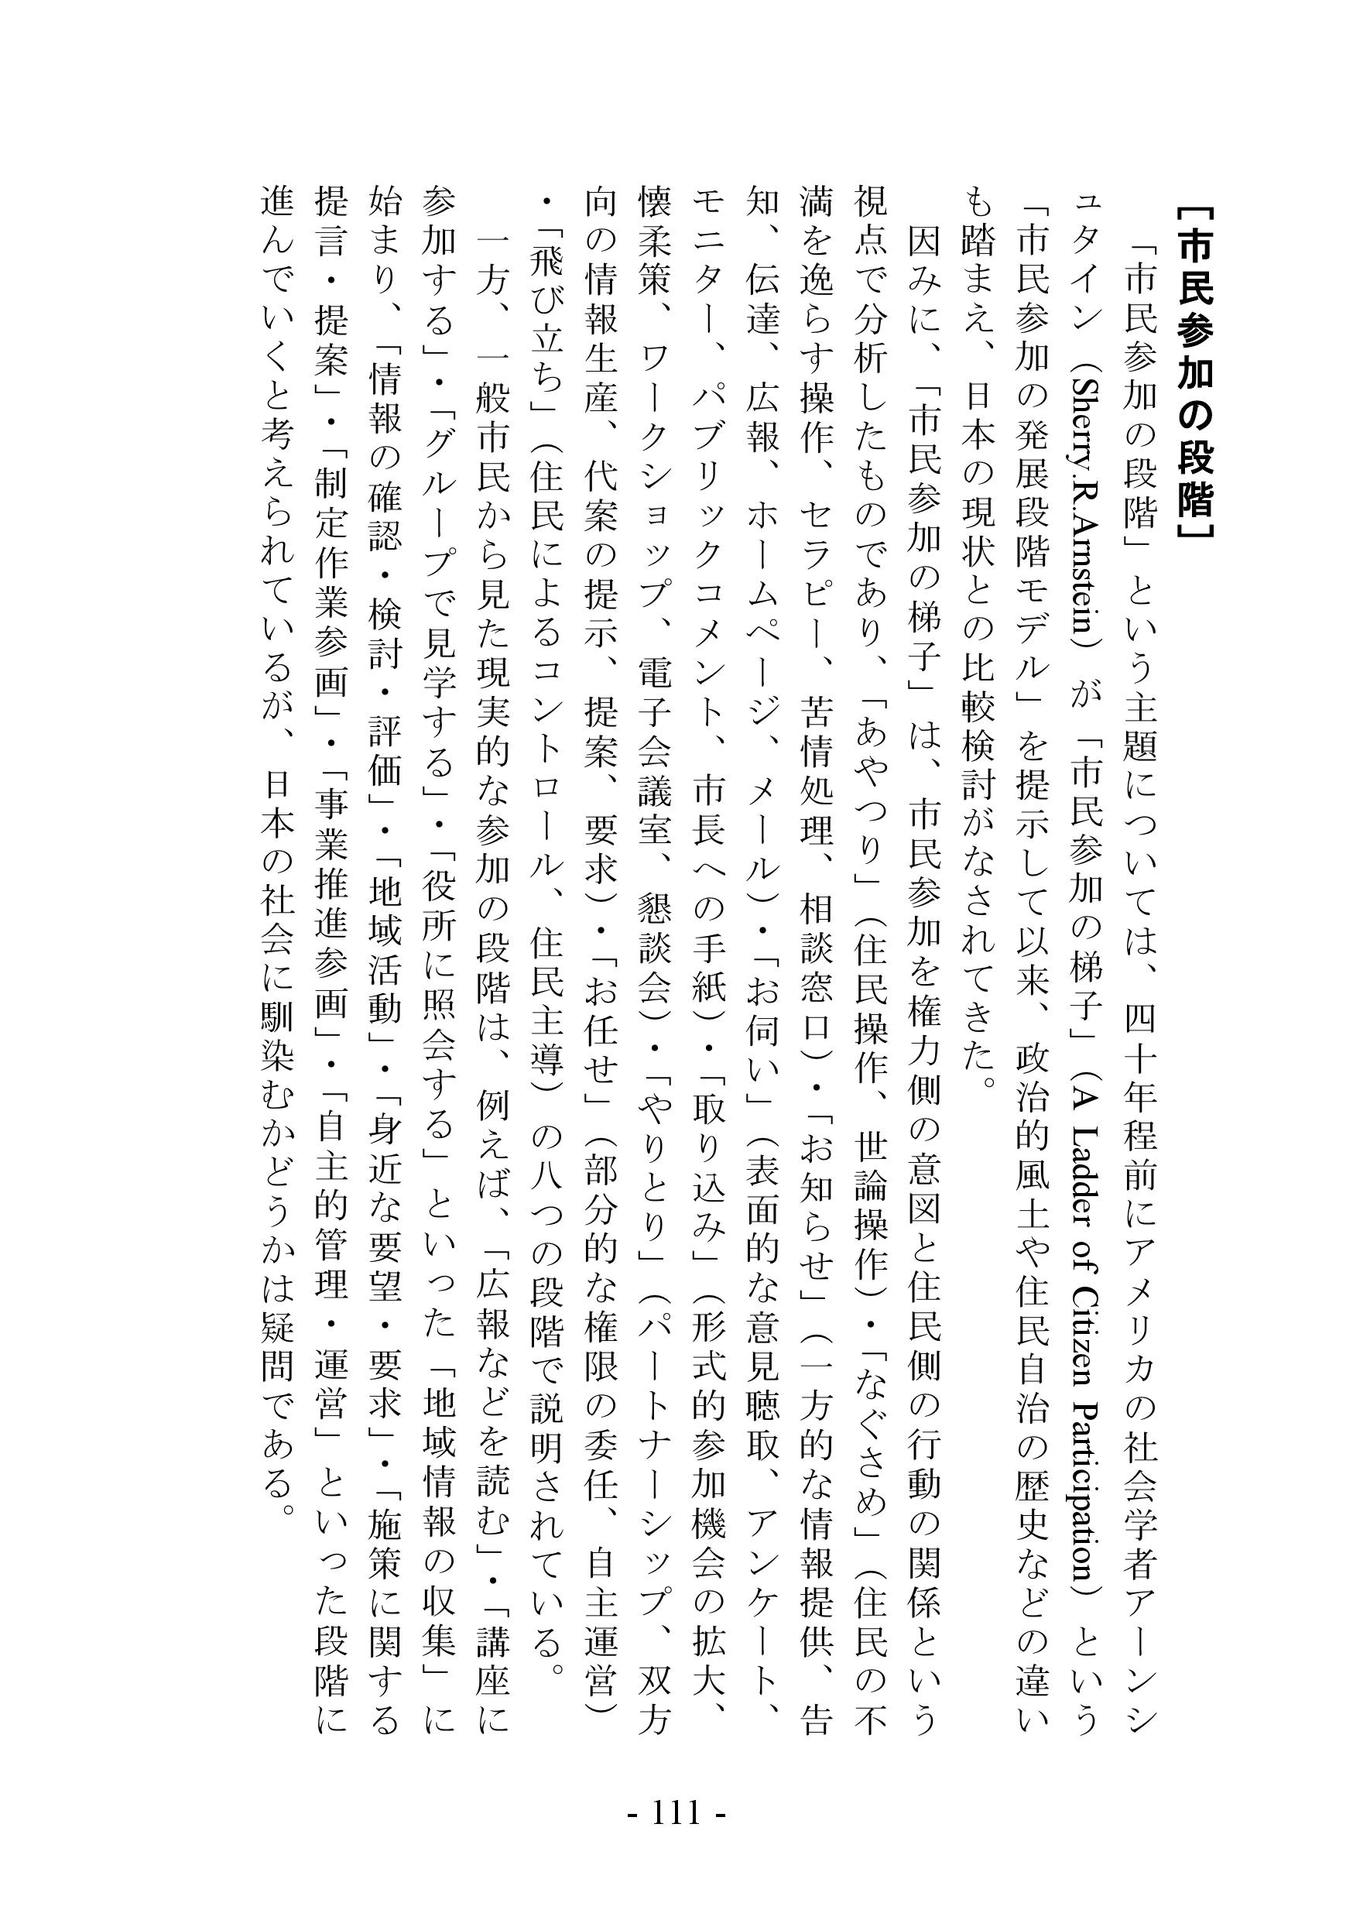 ［市民参加の段階］
「市民参加の段階」という主題については、四十年程前にアメリカの社会学者アーンシ
ュタイン（Sherry.R.Arnstein）が「市民参加の梯子」（A Ladder of Citizen Participation）という
「市民参加の発展段階モデル」を提示して以来、政治的風土や住民自治の歴史などの違い
も踏まえ、日本の現状との比較検討がなされてきた。
因みに、「市民参加の梯子」は、市民参加を権力側の意図と住民側の行動の関係という
視点で分析したものであり、「あやつり」（住民操作、世論操作）・「なぐさめ」（住民の不
満を逸らす操作、セラピー、苦情処理、相談窓口）・「お知らせ」（一方的な情報提供、告
知、伝達、広報、ホームページ、メール）・「お伺い」（表面的な意見聴取、アンケート、
モニター、パブリックコメント、市長への手紙）・「取り込み」（形式的参加機会の拡大、
懐柔策、ワークショップ、電子会議室、懇談会）・「やりとり」（パートナーシップ、双方
向の情報生産、代案の提示、提案、要求）・「お任せ」（部分的な権限の委任、自主運営）
・「飛び立ち」（住民によるコントロール、住民主導）の八つの段階で説明されている。
一方、一般市民から見た現実的な参加の段階は、例えば、「広報などを読む」・「講座に
参加する」・「グループで見学する」・「役所に照会する」といった「地域情報の収集」に
始まり、「情報の確認・検討・評価」・「地域活動」・「身近な要望・要求」・「施策に関する
提言・提案」・「制定作業参画」・「事業推進参画」・「自主的管理・運営」といった段階に
進んでいくと考えられているが、日本の社会に馴染むかどうかは疑問である。
- 111 -